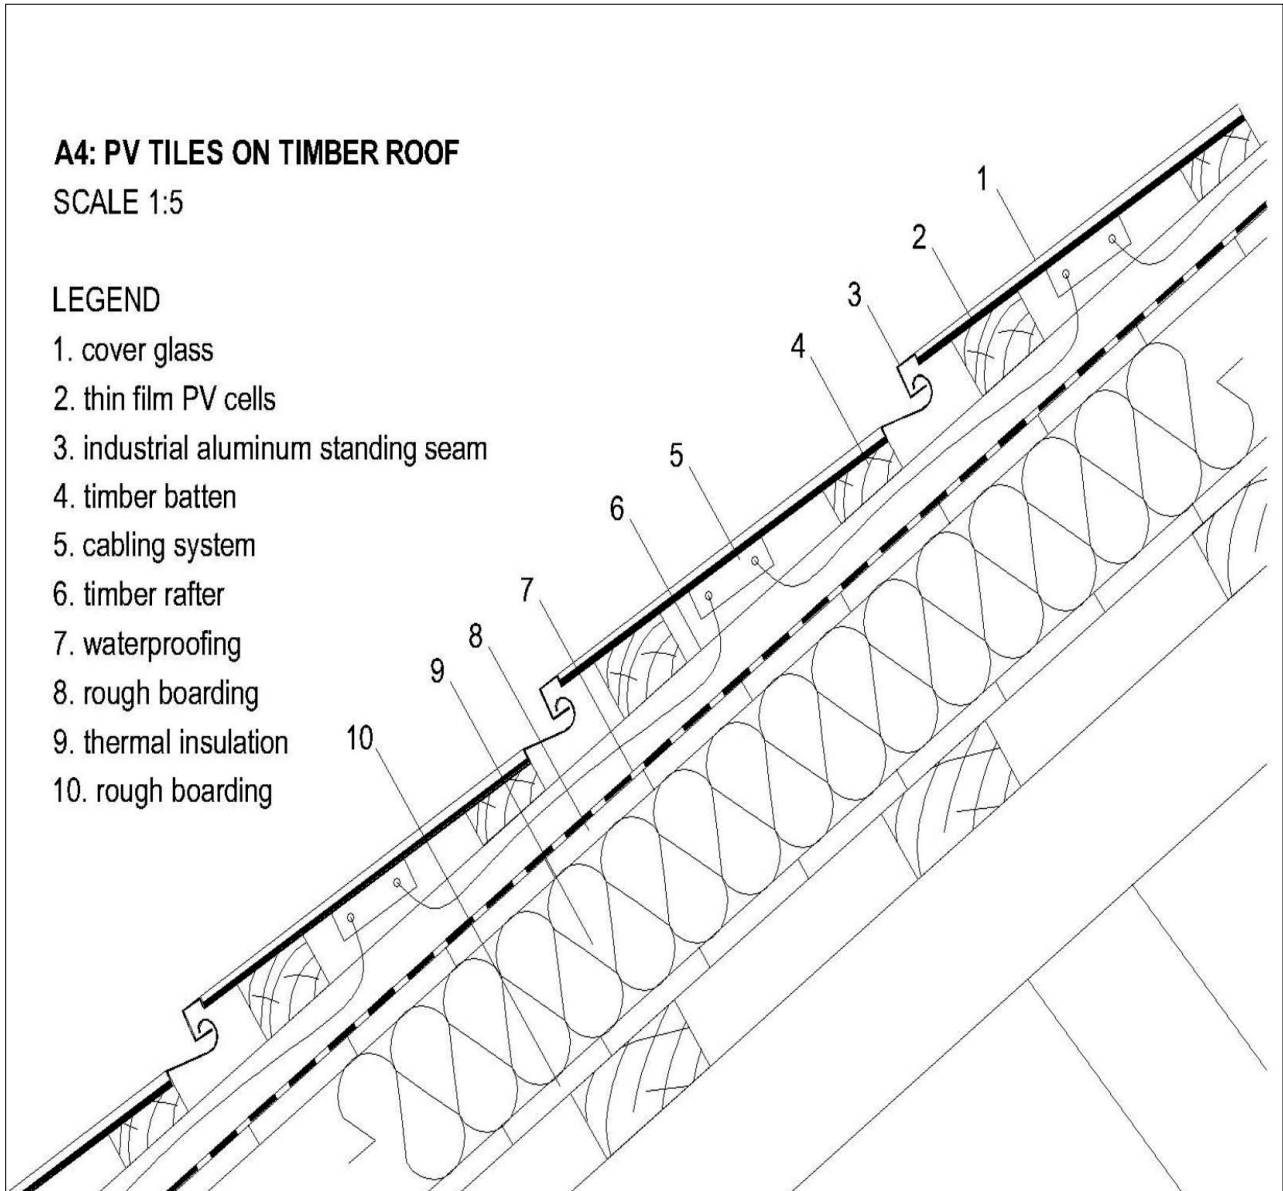 A4: PV TILES ON TIMBER ROOF
SCALE 1:5
LEGEND
1. cover glass
2. thin film PV cells
3. industrial aluminum standing seam
4. timber batten
5. cabling system
6. timber rafter
7. waterproofing
8. rough boarding
9. thermal insulation
10. rough boarding
1
2
3
4
5
6
7
8
9
10